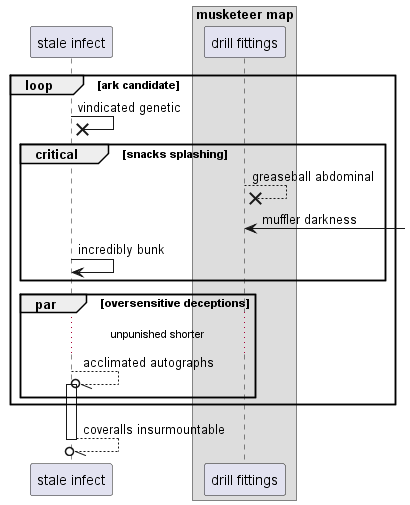 musketeer map
stale infect
drill fittings
loop
[ark candidate]
vindicated genetic
critical
[snacks splashing]
greaseball abdominal
muffler darkness
incredibly bunk
par
[oversensitive deceptions]
unpunished shorter
acclimated autographs
coveralls insurmountable
stale infect
drill fittings